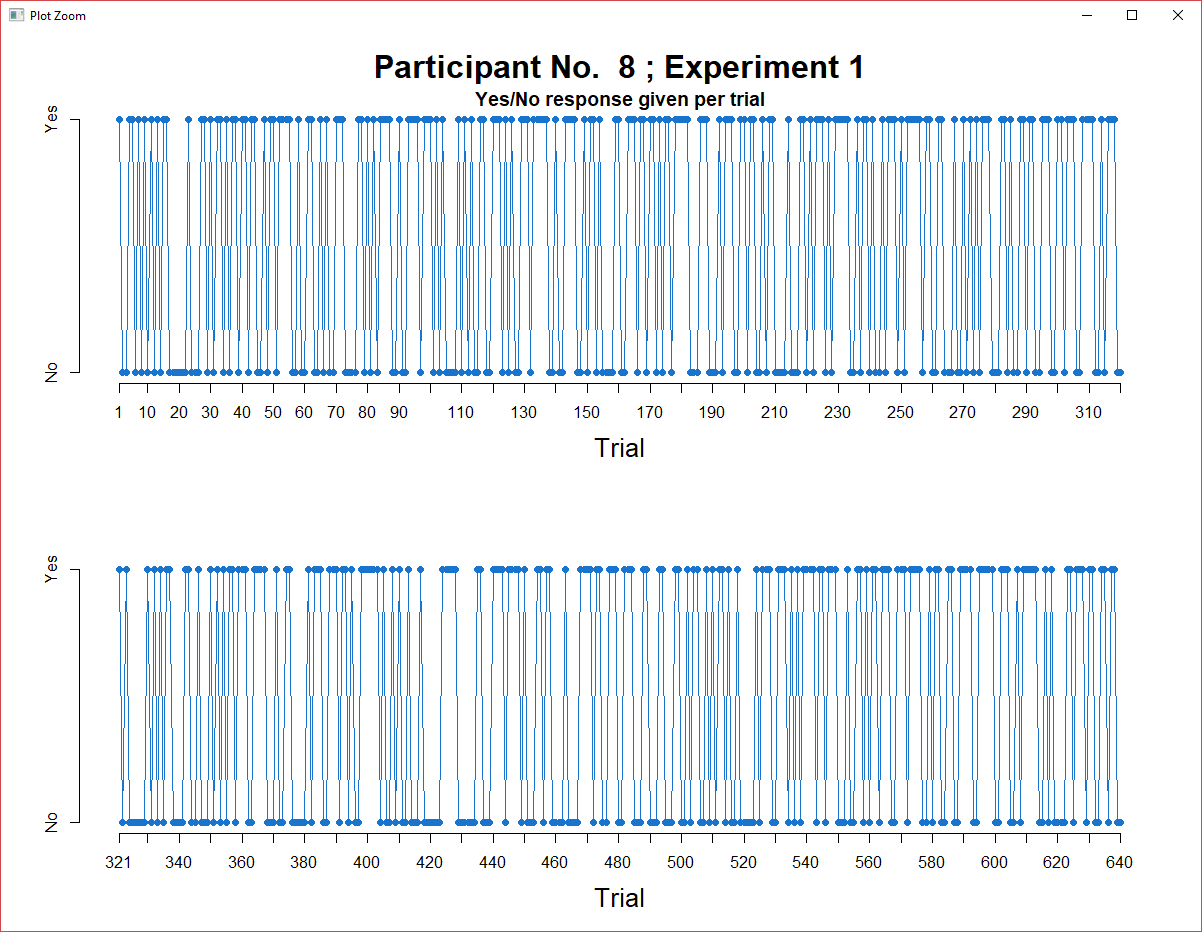 Plot Zoom
Participant No.  8 ; Experiment 1
Yes/No response given per trial
Yes
No
1 10 20 30 40 50 60 70 80 90 110 130 150 170 190 210 230 250 270 290 310
Trial
Yes
No
321 340 360 380 400 420 440 460 480 500 520 540 560 580 600 620 640
Trial